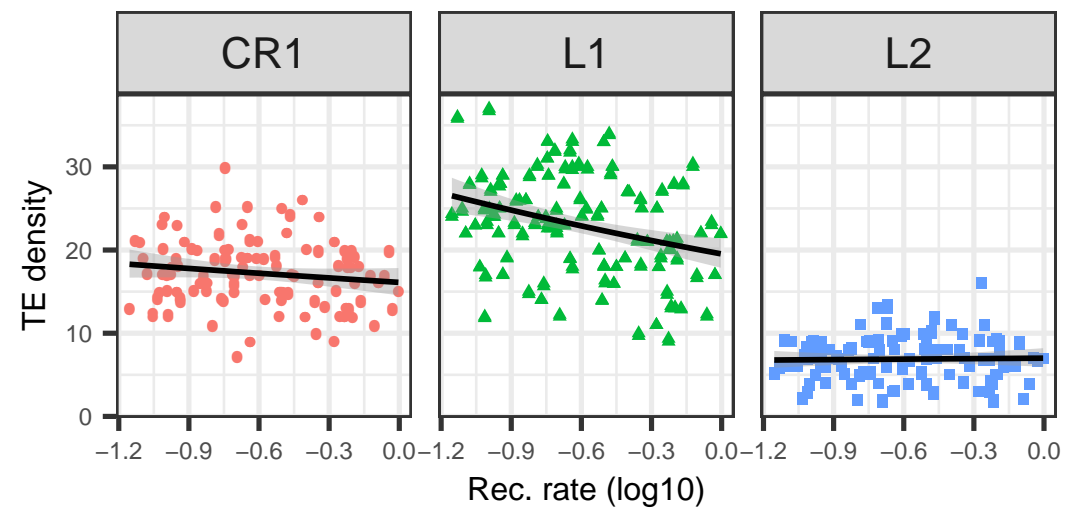 CR1 L1 L2
TE density
30
20
10
0
−1.2 −0.9 −0.6 −0.3 0.0 −1.2 −0.9 −0.6 −0.3 0.0 −1.2 −0.9 −0.6 −0.3 0.0
Rec. rate (log10)